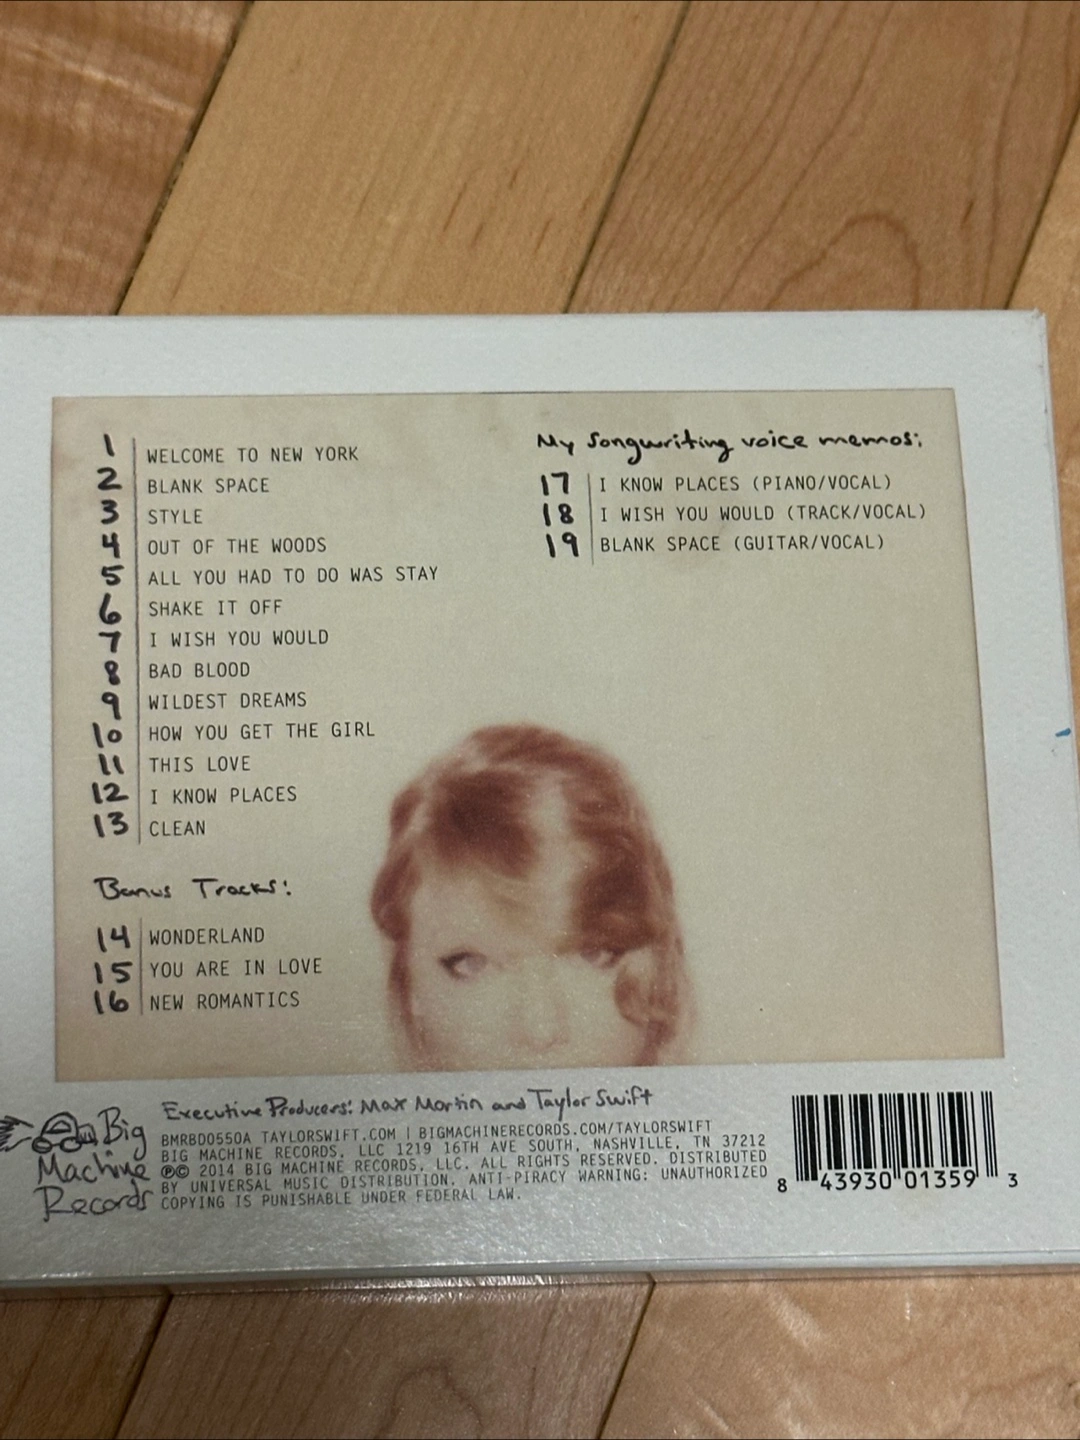 1 WELCOME TO NEW YORK
2 BLANK SPACE
3 STYLE
4 OUT OF THE WOODS
5 ALL YOU HAD TO DO WAS STAY
6 SHAKE IT OFF
7 I WISH YOU WOULD
8 BAD BLOOD
9 WILDEST DREAMS
10 HOW YOU GET THE GIRL
11 THIS LOVE
12 I KNOW PLACES
13 CLEAN
Bonus Tracks:
14 WONDERLAND
15 YOU ARE IN LOVE
16 NEW ROMANTICS
My songwriting voice memos:
17 I KNOW PLACES (PIANO/VOCAL)
18 I WISH YOU WOULD (TRACK/VOCAL)
19 BLANK SPACE (GUITAR/VOCAL)
Big
Machine
Records
Executive Producers: Max Martin and Taylor Swift
BMRBD0550A TAYLORSWIFT.COM | BIGMACHINERECORDS.COM/TAYLORSWIFT
BIG MACHINE RECORDS, LLC 1219 16TH AVE SOUTH, NASHVILLE, TN 37212
℗© 2014 BIG MACHINE RECORDS, LLC. ALL RIGHTS RESERVED. DISTRIBUTED
BY UNIVERSAL MUSIC DISTRIBUTION. ANTI-PIRACY WARNING: UNAUTHORIZED
COPYING IS PUNISHABLE UNDER FEDERAL LAW.
8 43930 01359 3